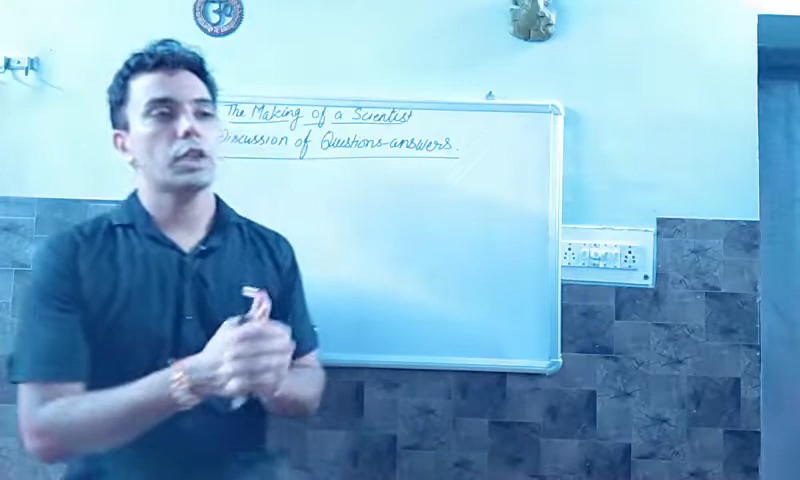 The Making of a Scientist
Discussion of Questions-answers.